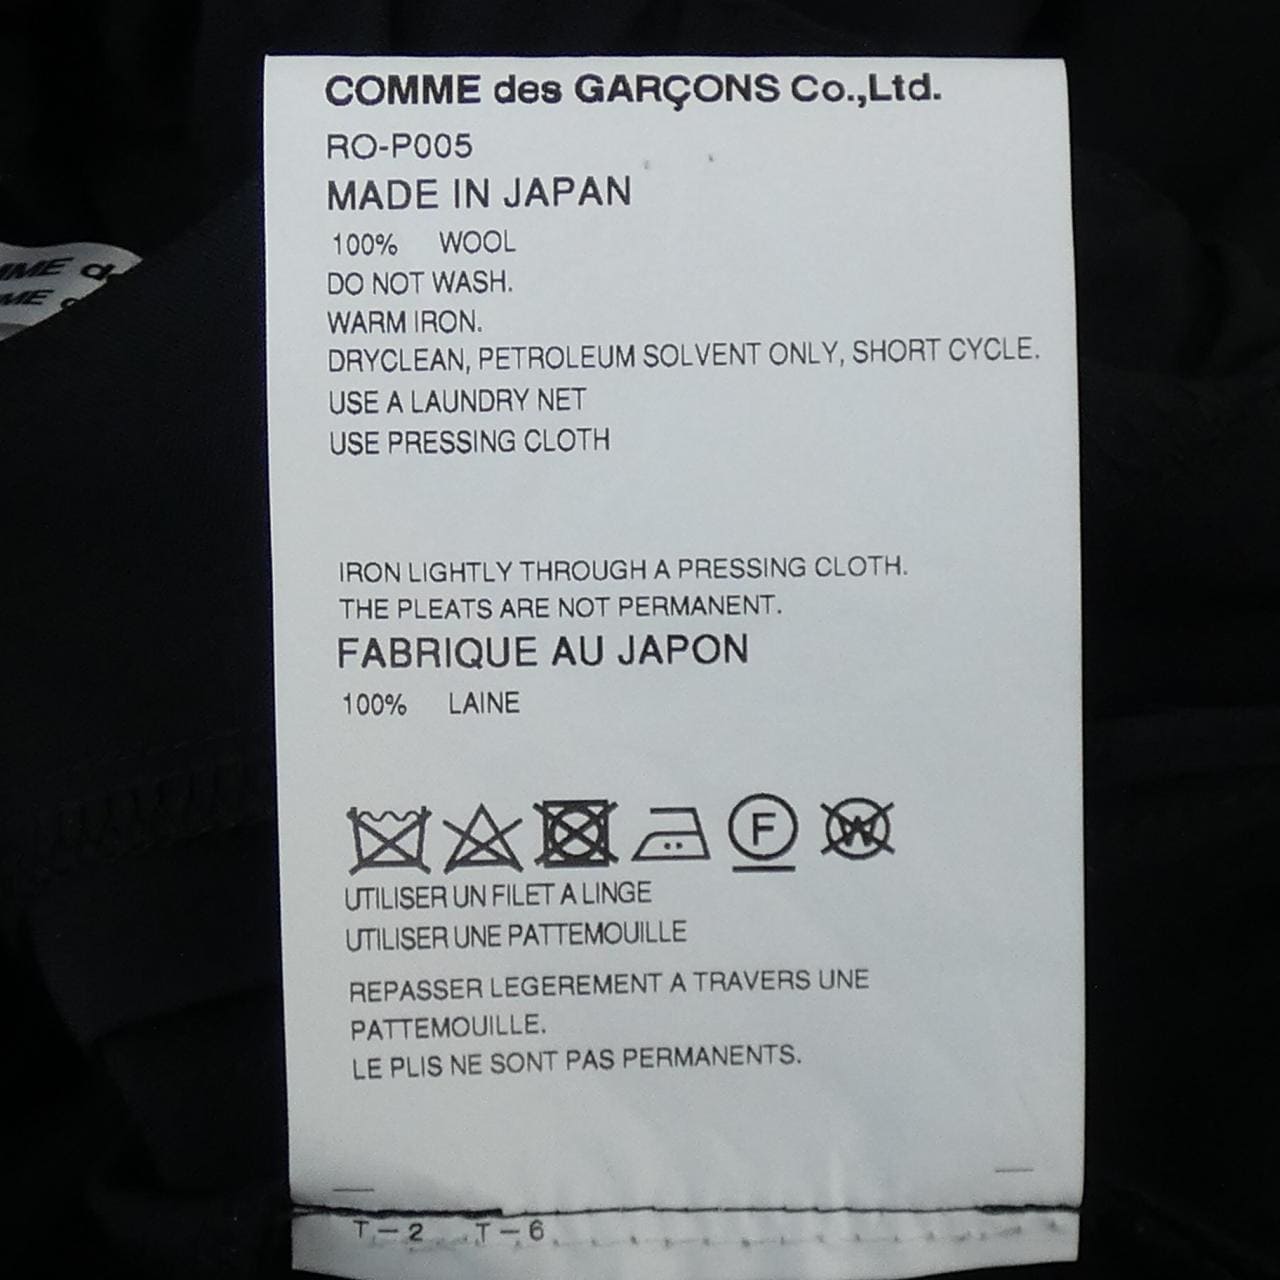 COMME des GARÇONS Co.,Ltd.
RO-P005
MADE IN JAPAN
100% WOOL
DO NOT WASH.
WARM IRON.
DRYCLEAN, PETROLEUM SOLVENT ONLY, SHORT CYCLE.
USE A LAUNDRY NET
USE PRESSING CLOTH
IRON LIGHTLY THROUGH A PRESSING CLOTH.
THE PLEATS ARE NOT PERMANENT.
FABRIQUE AU JAPON
100% LAINE
F W
UTILISER UN FILET A LINGE
UTILISER UNE PATTEMOUILLE
REPASSER LEGEREMENT A TRAVERS UNE
PATTEMOUILLE.
LE PLIS NE SONT PAS PERMANENTS.
T-2 T-6